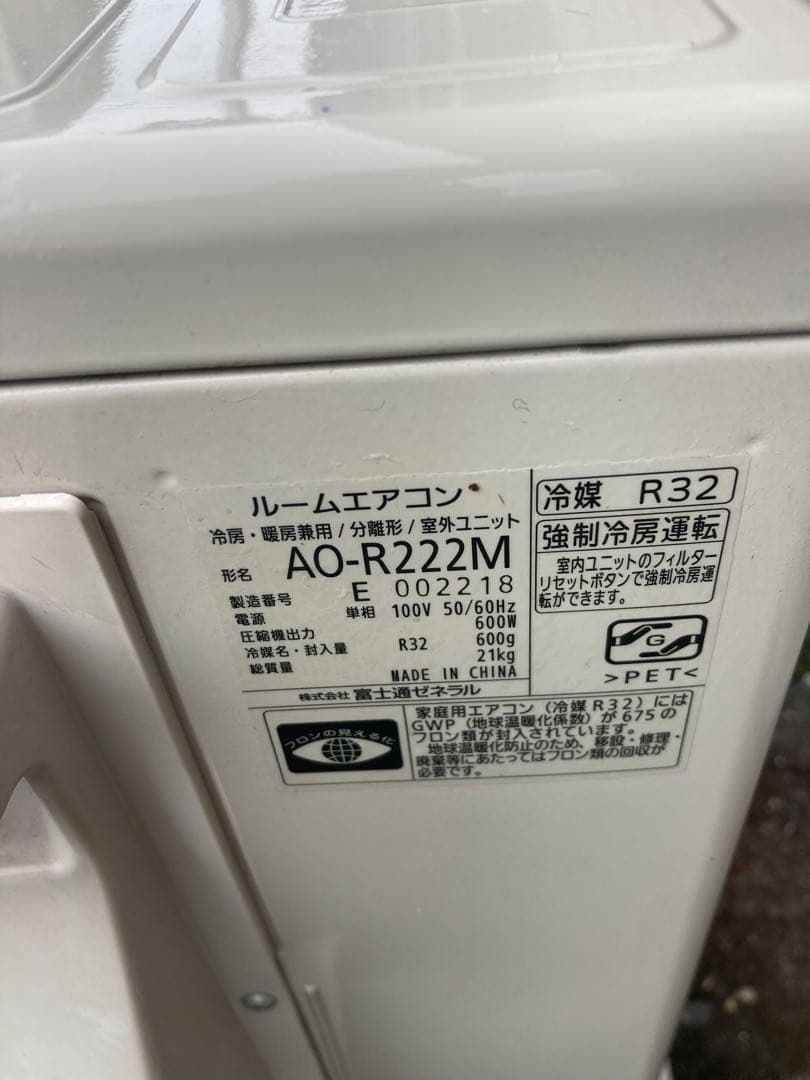 ルームエアコン
冷房・暖房兼用/分離形/室外ユニット
形名 AO-R222M
製造番号 E 002218
電源 単相 100V 50/60Hz
圧縮機出力 600W
冷媒名・封入量 R32 600g
総質量 21kg
MADE IN CHINA
株式会社 富士通ゼネラル
冷媒 R32
強制冷房運転
室内ユニットのフィルター
リセットボタンで強制冷房運
転ができます。
G
>PET<
フロンの見える化
家庭用エアコン(冷媒R32)には
GWP(地球温暖化係数)が675の
フロン類が封入されています。
地球温暖化防止のため、移設・修理・
廃棄等にあたってはフロン類の回収が
必要です。